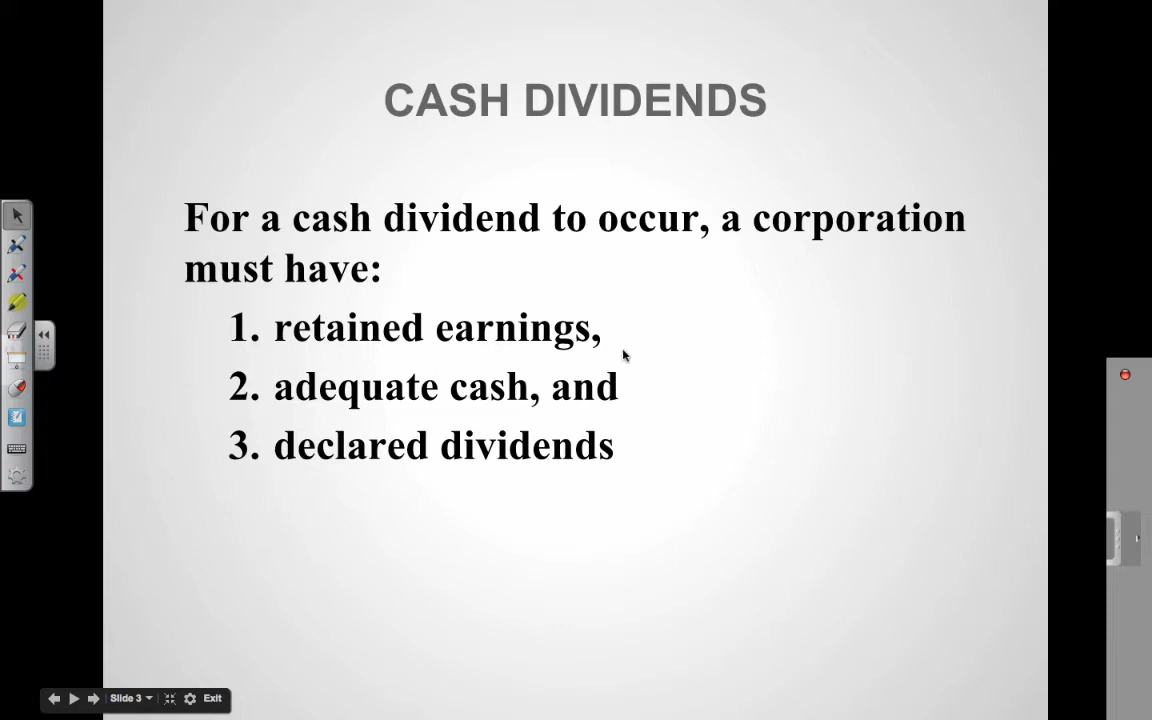 CASH DIVIDENDS
For a cash dividend to occur, a corporation
must have:
1. retained earnings,
2. adequate cash, and
3. declared dividends
Slide 3
Exit